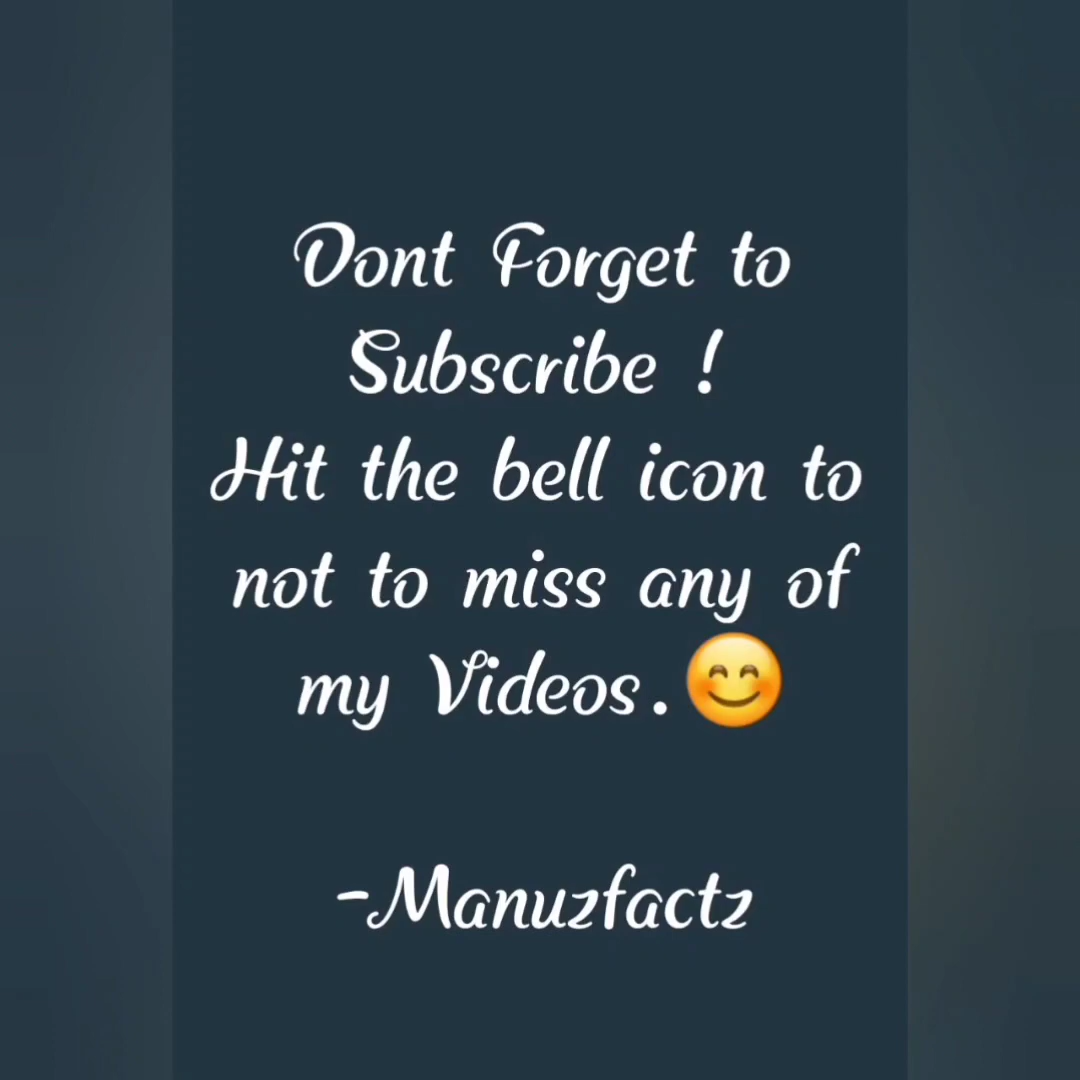 Dont Forget to
Subscribe !
Hit the bell icon to
not to miss any of
my Videos.😊
-Manuzfactz